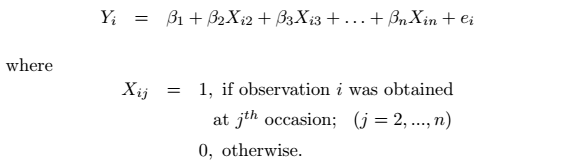 Y_i = β_1 + β_2X_{i2} + β_3X_{i3} + … + β_nX_{in} + e_i
where
X_{ij} = 1, if observation i was obtained
at j^{th} occasion; (j = 2, ..., n)
0, otherwise.